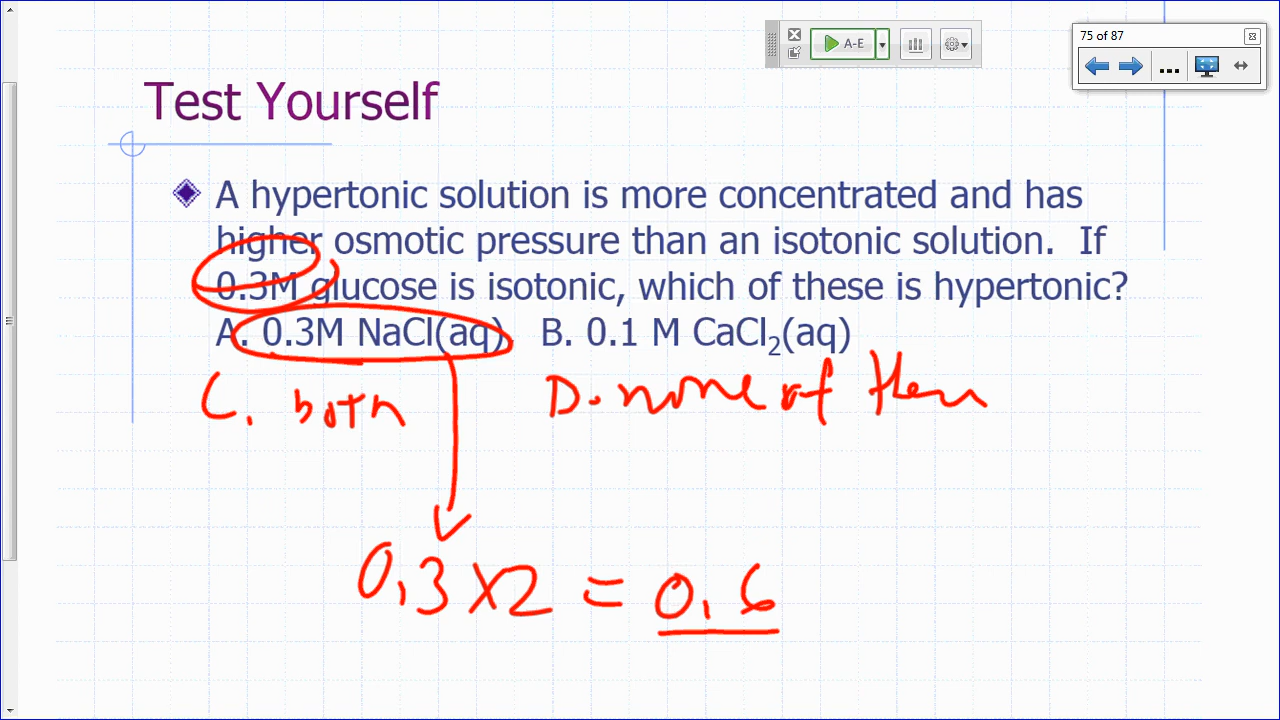 75 of 87
A-E
Test Yourself
A hypertonic solution is more concentrated and has
higher osmotic pressure than an isotonic solution. If
0.3M glucose is isotonic, which of these is hypertonic?
A. 0.3M NaCl(aq) B. 0.1 M CaCl₂(aq)
C. both D. none of them
0.3 x 2 = 0.6